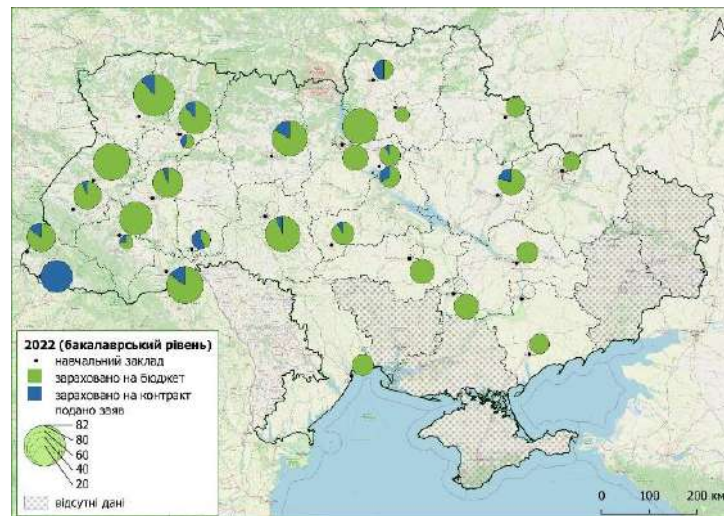 2022 (бакалаврський рівень)
навчальний заклад
зараховано на бюджет
зараховано на контракт
подано заяв
82
80
60
40
20
відсутні дані
0 100 200 км